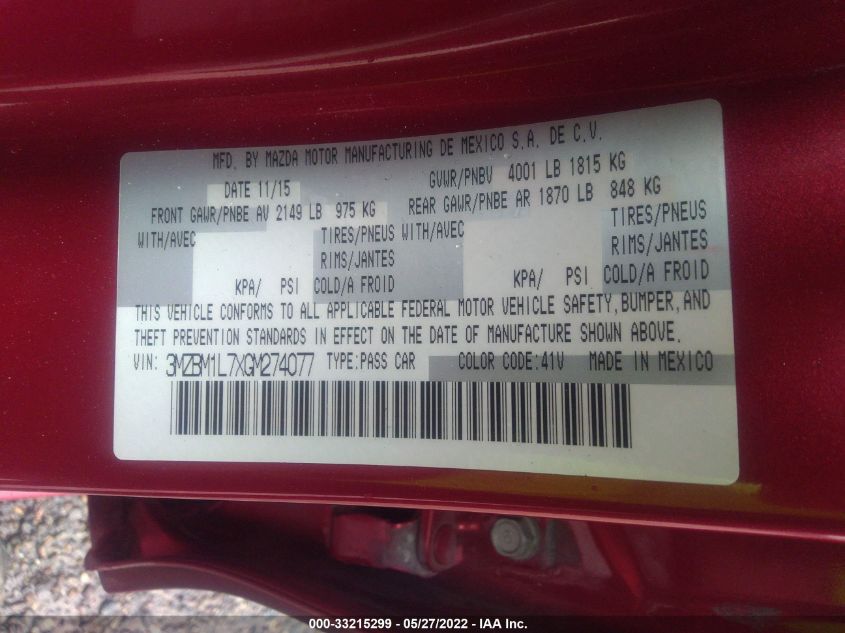 MFD. BY MAZDA MOTOR MANUFACTURING DE MEXICO S.A. DE C.V.
DATE 11/15 GVWR/PNBV 4001 LB 1815 KG
FRONT GAWR/PNBE AV 2149 LB 975 KG REAR GAWR/PNBE AR 1870 LB 848 KG
WITH/AVEC TIRES/PNEUS WITH/AVEC TIRES/PNEUS
RIMS/JANTES RIMS/JANTES
KPA/ PSI COLD/A FROID KPA/ PSI COLD/A FROID
THIS VEHICLE CONFORMS TO ALL APPLICABLE FEDERAL MOTOR VEHICLE SAFETY, BUMPER, AND
THEFT PREVENTION STANDARDS IN EFFECT ON THE DATE OF MANUFACTURE SHOWN ABOVE.
VIN: 3MZBM1L7XGM274077 TYPE:PASS CAR COLOR CODE:41V MADE IN MEXICO
000-33215299 - 05/27/2022 - IAA Inc.